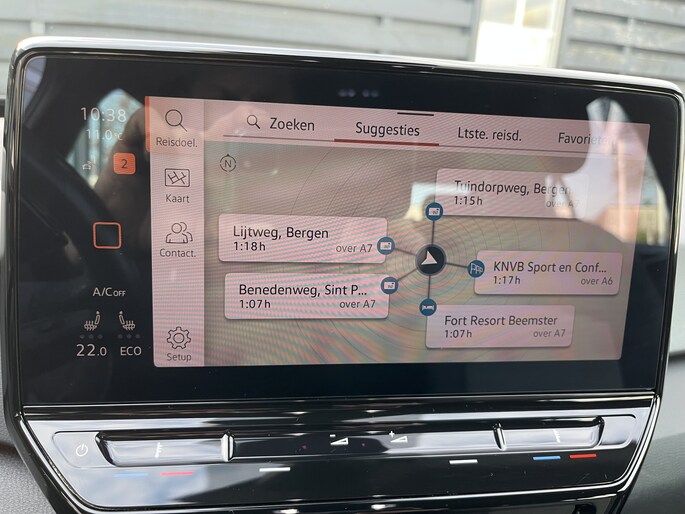 10:38
2
A/C OFF
22.0 ECO
Reisdoel.
Kaart
Contact.
Setup
Zoeken
Suggesties
Ltste. reisd.
Favorieten
N
Tuindorpweg, Bergen
1:15h over
Lijtweg, Bergen
1:18h over A7
KNVB Sport en Conf...
1:17h over A6
Benedenweg, Sint P...
1:07h over A7
Fort Resort Beemster
1:07h over A7